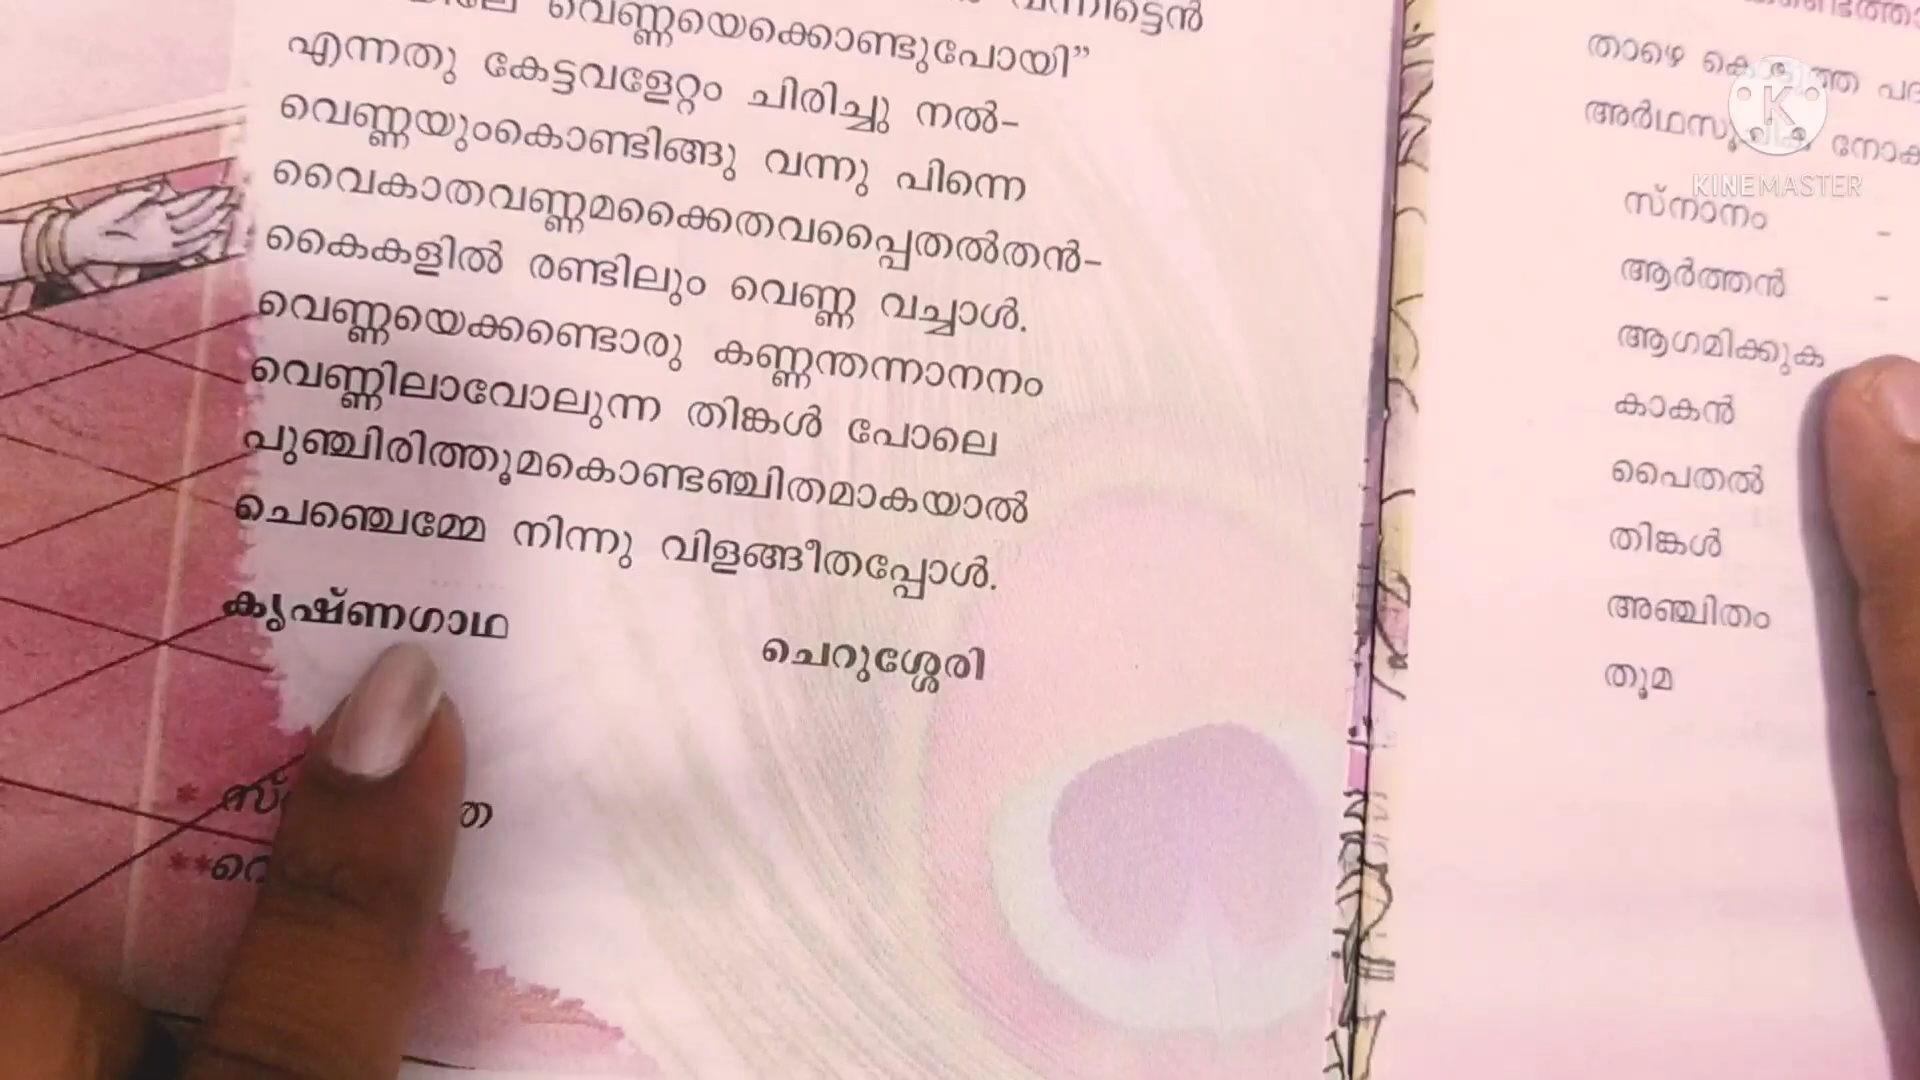 വെണ്ണയെക്കൊണ്ടുപോയി”
എന്നതു കേട്ടവളേറ്റം ചിരിച്ചു നൽ–
വെണ്ണയുംകൊണ്ടിങ്ങു വന്നു പിന്നെ
വൈകാതവണ്ണമക്കൈതവപ്പൈതൽതൻ–
കൈകളിൽ രണ്ടിലും വെണ്ണ വച്ചാൾ.
വെണ്ണയെക്കണ്ടൊരു കണ്ണന്തന്നാനനം
വെണ്ണിലാവോലുന്ന തിങ്കൾ പോലെ
പുഞ്ചിരിത്തൂമകൊണ്ടഞ്ചിതമാകയാൽ
ചെഞ്ചെമ്മേ നിന്നു വിളങ്ങീതപ്പോൾ.
കൃഷ്ണഗാഥ
ചെറുശ്ശേരി
താഴെ
സ്നാനം –
ആർത്തൻ –
ആഗമിക്കുക
കാകൻ
പൈതൽ
തിങ്കൾ
അഞ്ചിതം
തൂമ
KINEMASTER